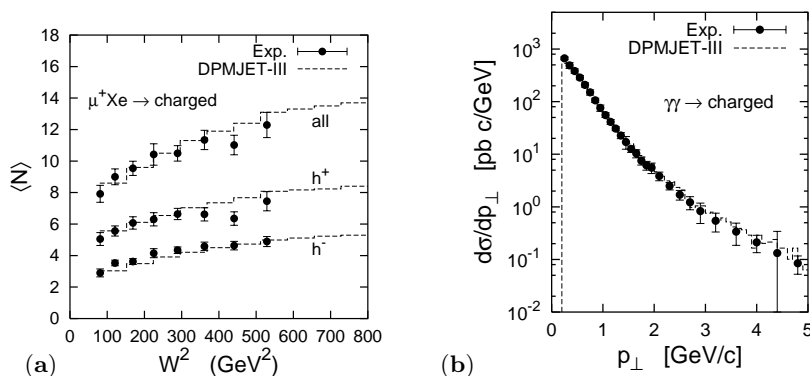 18
16
14
12
10
8
6
4
2
0
⟨N⟩
Exp.
DPMJET-III
μ⁺Xe → charged
all
h⁺
h⁻
0 100 200 300 400 500 600 700 800
W² (GeV²)
(a)
10³
10²
10¹
10⁰
10⁻¹
10⁻²
dσ/dp⊥ [pb c/GeV]
Exp.
DPMJET-III
γγ → charged
0 1 2 3 4 5
p⊥ [GeV/c]
(b)